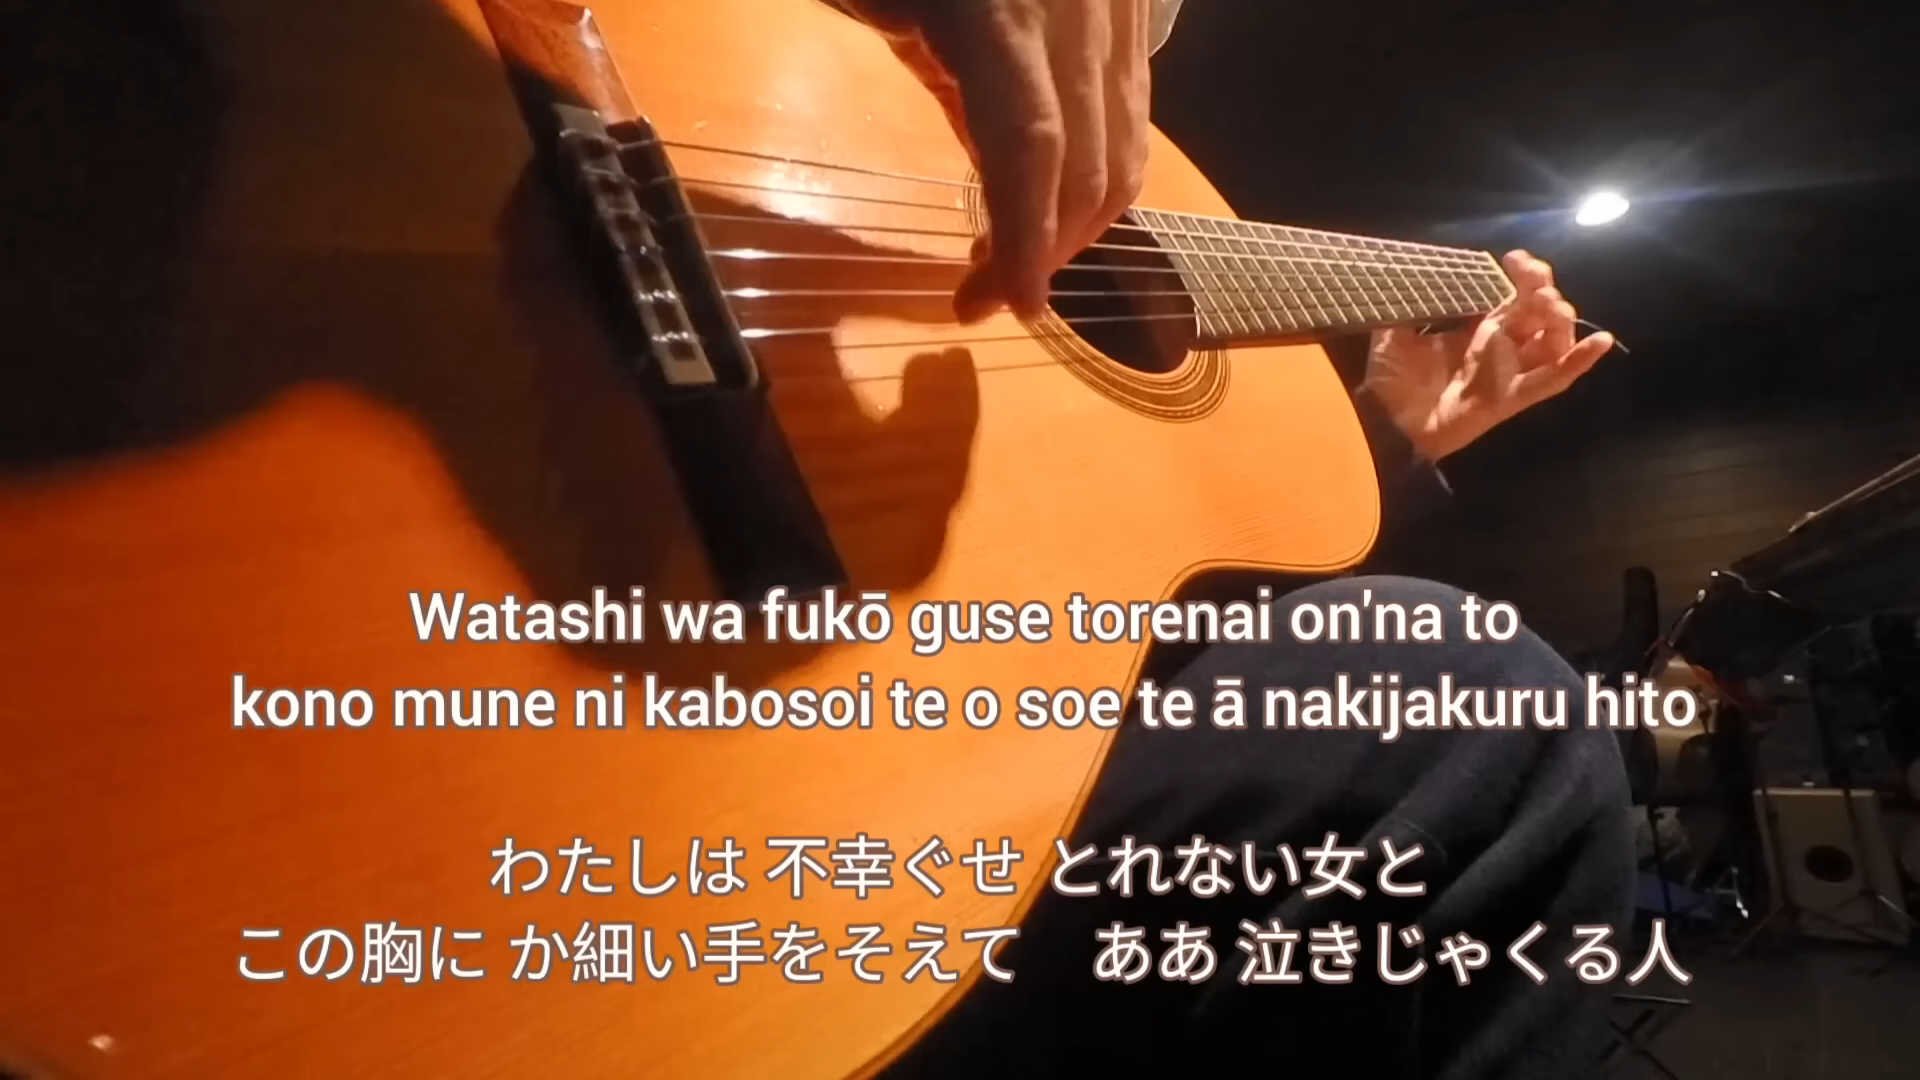 Watashi wa fukō guse torenai on'na to
kono mune ni kabosoi te o soe te ā nakijakuru hito
わたしは 不幸ぐせ とれない女と
この胸に か細い手をそえて　ああ 泣きじゃくる人